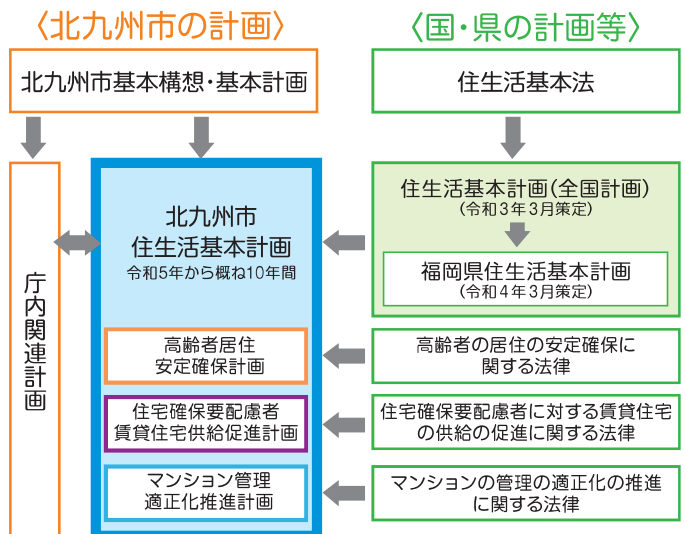 〈北九州市の計画〉
北九州市基本構想・基本計画
庁内関連計画
北九州市
住生活基本計画
令和5年から概ね10年間
高齢者居住
安定確保計画
住宅確保要配慮者
賃貸住宅供給促進計画
マンション管理
適正化推進計画
〈国・県の計画等〉
住生活基本法
住生活基本計画(全国計画)
(令和3年3月策定)
福岡県住生活基本計画
(令和4年3月策定)
高齢者の居住の安定確保に
関する法律
住宅確保要配慮者に対する賃貸住宅
の供給の促進に関する法律
マンションの管理の適正化の推進
に関する法律